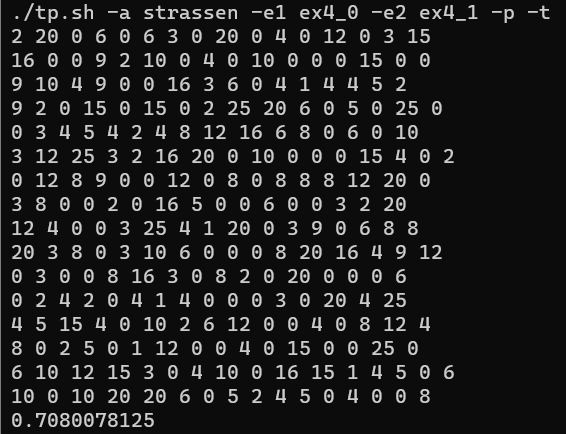 ./tp.sh -a strassen -e1 ex4_0 -e2 ex4_1 -p -t
2 20 0 6 0 6 3 0 20 0 4 0 12 0 3 15
16 0 0 9 2 10 0 4 0 10 0 0 0 15 0 0
9 10 4 9 0 0 16 3 6 0 4 1 4 4 5 2
9 2 0 15 0 15 0 2 25 20 6 0 5 0 25 0
0 3 4 5 4 2 4 8 12 16 6 8 0 6 0 10
3 12 25 3 2 16 20 0 10 0 0 0 15 4 0 2
0 12 8 9 0 0 12 0 8 0 8 8 8 12 20 0
3 8 0 0 2 0 16 5 0 0 6 0 0 3 2 20
12 4 0 0 3 25 4 1 20 0 3 9 0 6 8 8
20 3 8 0 3 10 6 0 0 0 8 20 16 4 9 12
0 3 0 0 8 16 3 0 8 2 0 20 0 0 0 6
0 2 4 2 0 4 1 4 0 0 0 3 0 20 4 25
4 5 15 4 0 10 2 6 12 0 0 4 0 8 12 4
8 0 2 5 0 1 12 0 0 4 0 15 0 0 25 0
6 10 12 15 3 0 4 10 0 16 15 1 4 5 0 6
10 0 10 20 20 6 0 5 2 4 5 0 4 0 0 8
0.7080078125